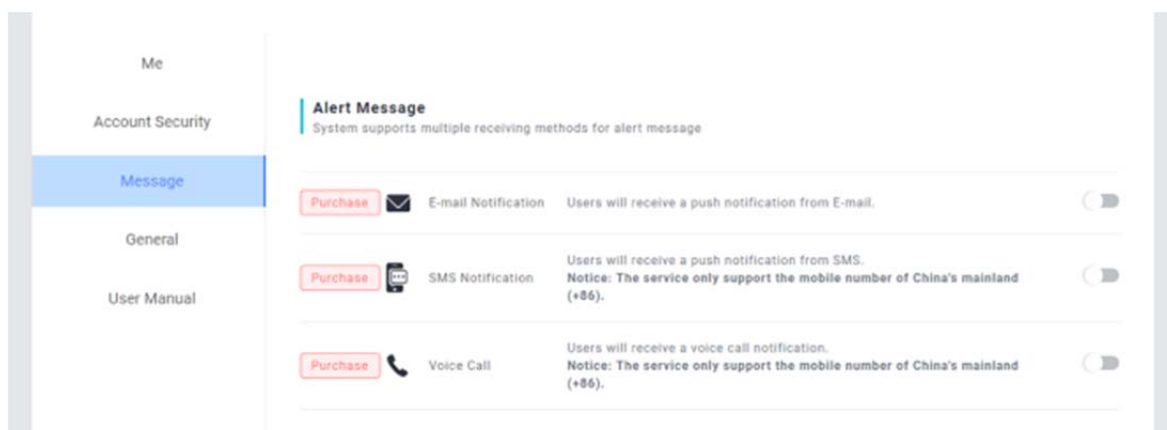 Me
Account Security
Message
General
User Manual
Alert Message
System supports multiple receiving methods for alert message
Purchase E-mail Notification Users will receive a push notification from E-mail.
Purchase SMS Notification Users will receive a push notification from SMS.
Notice: The service only support the mobile number of China's mainland
(+86).
Purchase Voice Call Users will receive a voice call notification.
Notice: The service only support the mobile number of China's mainland
(+86).